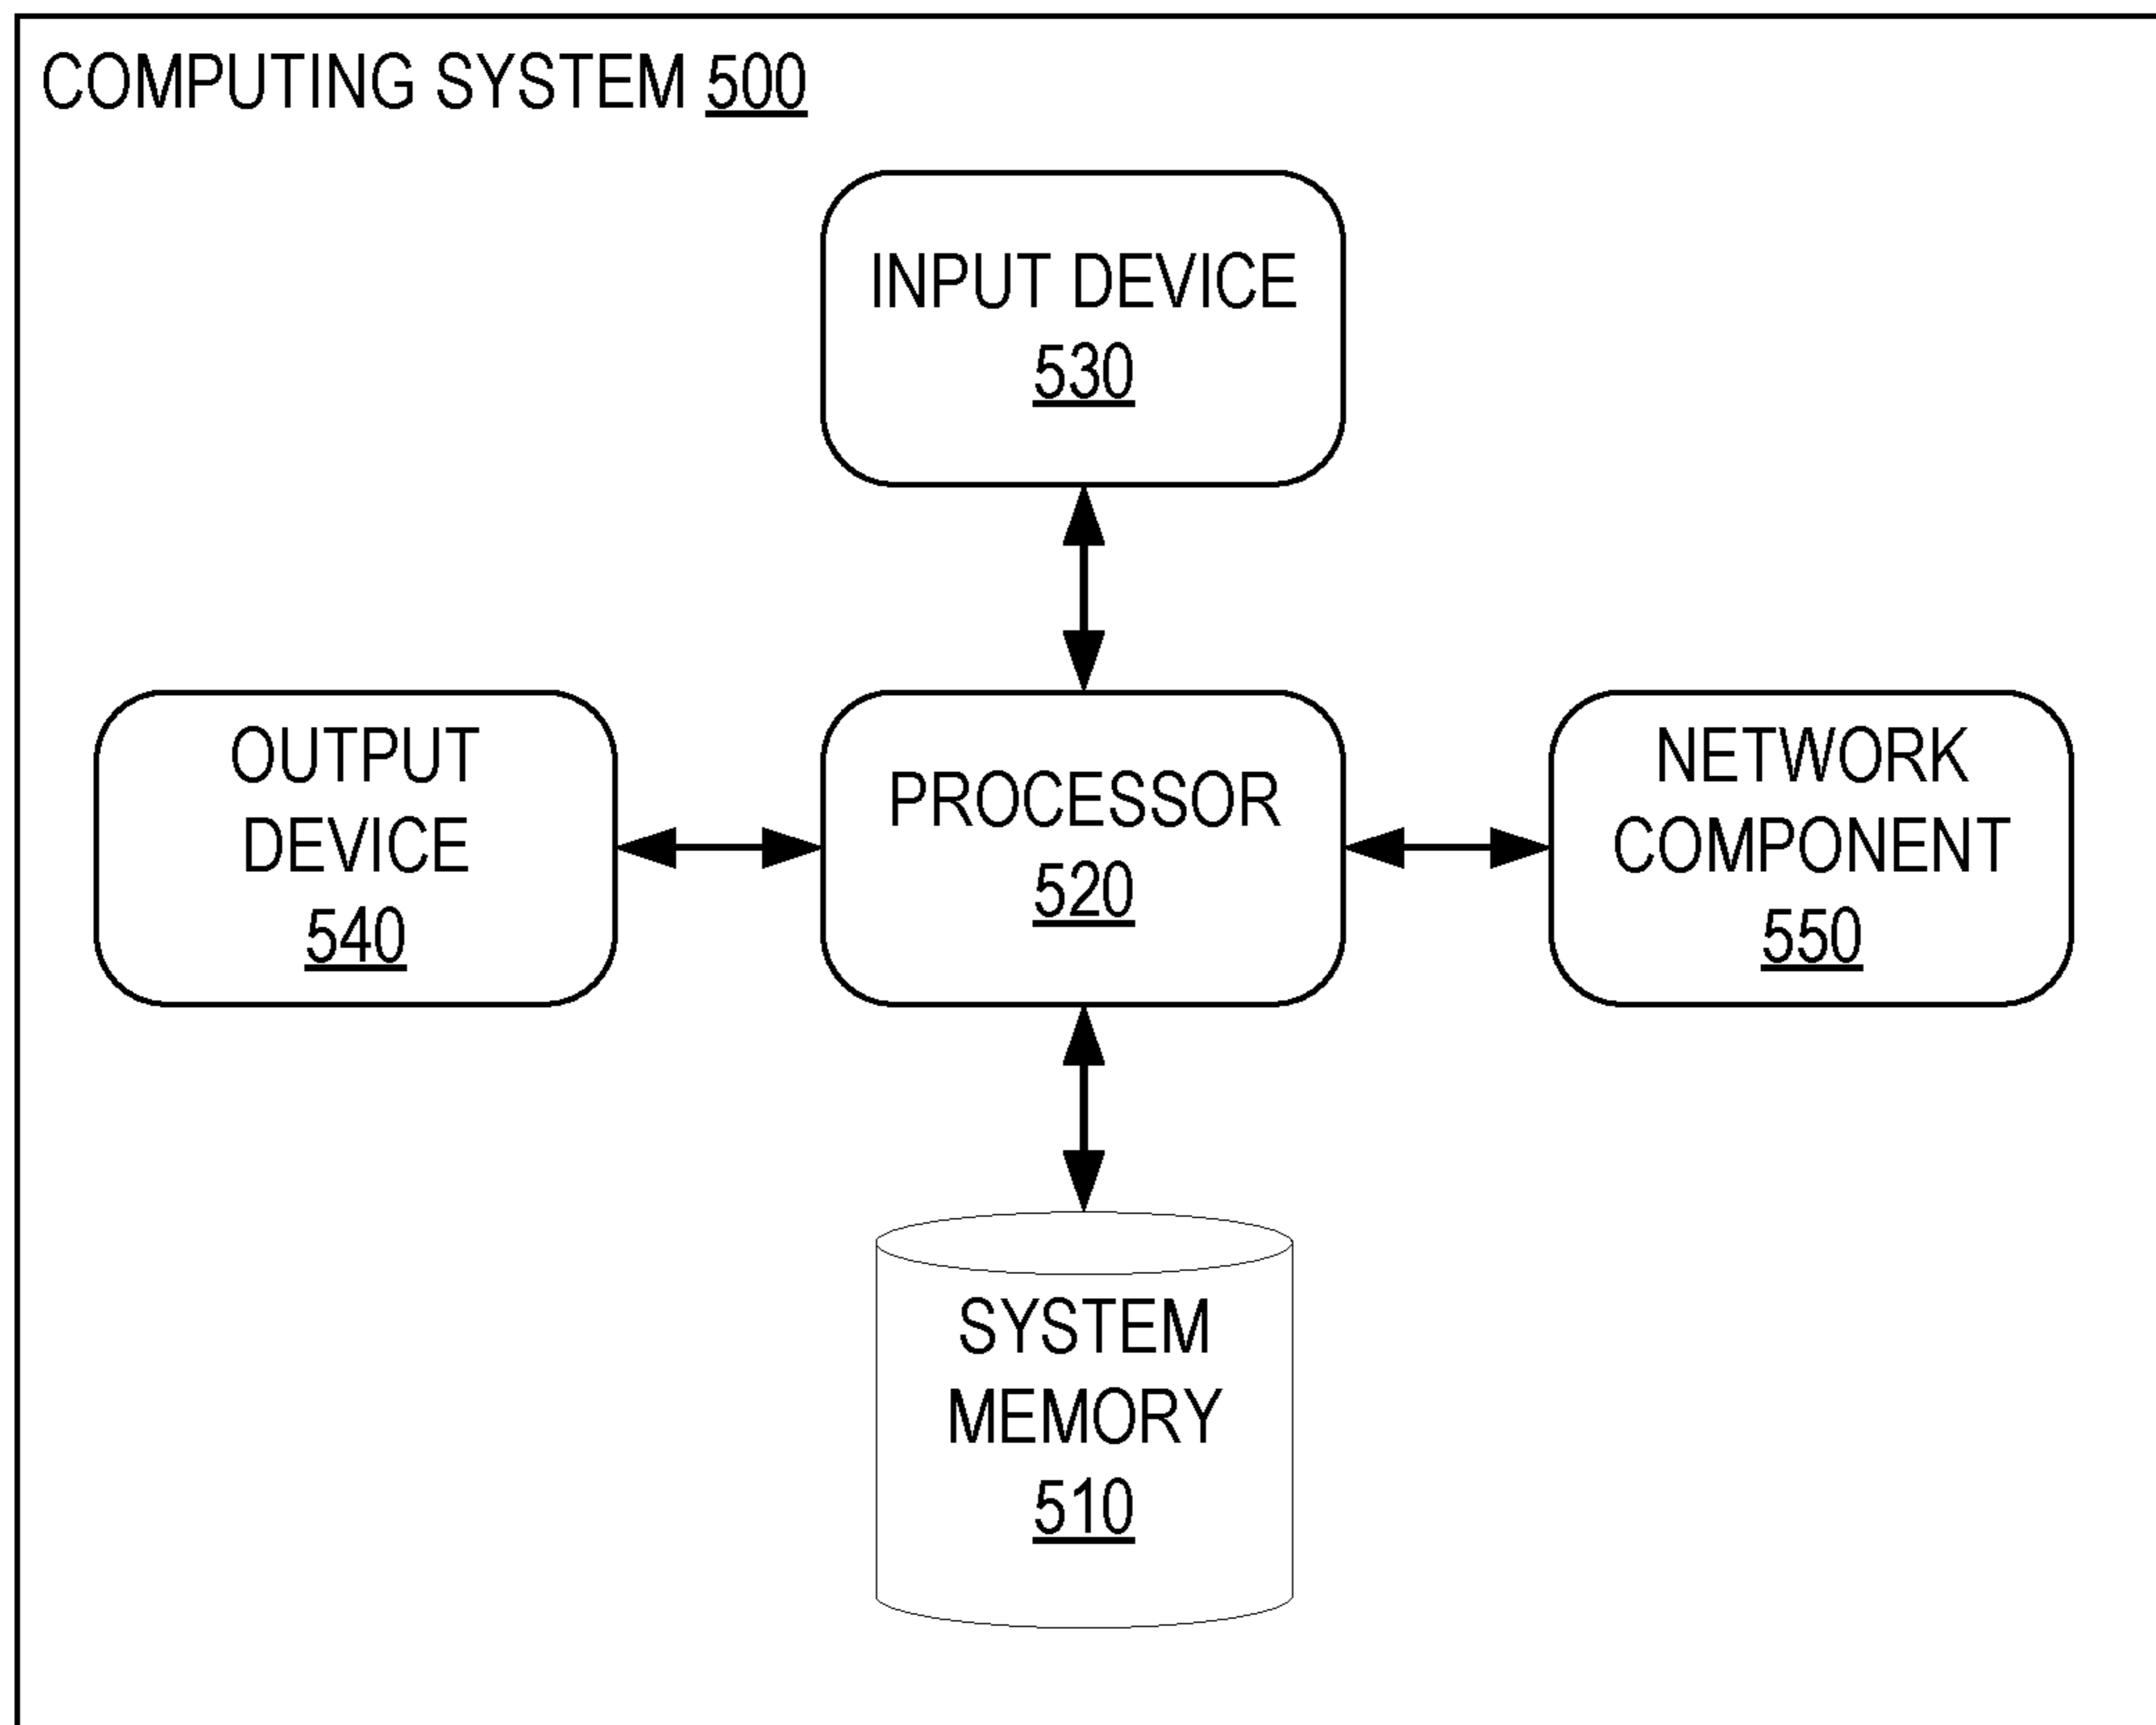 COMPUTING SYSTEM 500
INPUT DEVICE
530
OUTPUT
DEVICE
540
PROCESSOR
520
NETWORK
COMPONENT
550
SYSTEM
MEMORY
510